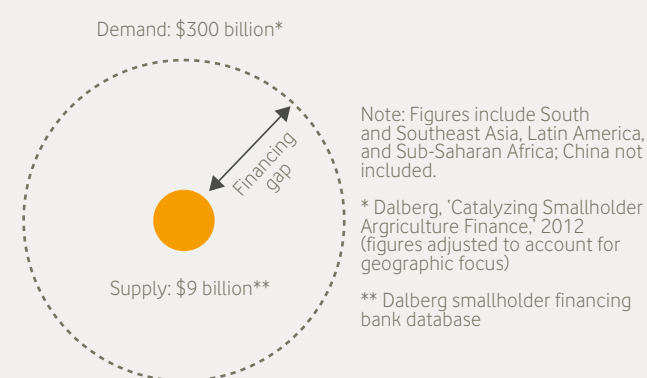 Demand: $300 billion*
Financing
gap
Supply: $9 billion**
Note: Figures include South
and Southeast Asia, Latin America,
and Sub-Saharan Africa; China not
included.
* Dalberg, ‘Catalyzing Smallholder
Argriculture Finance,’ 2012
(figures adjusted to account for
geographic focus)
** Dalberg smallholder financing
bank database